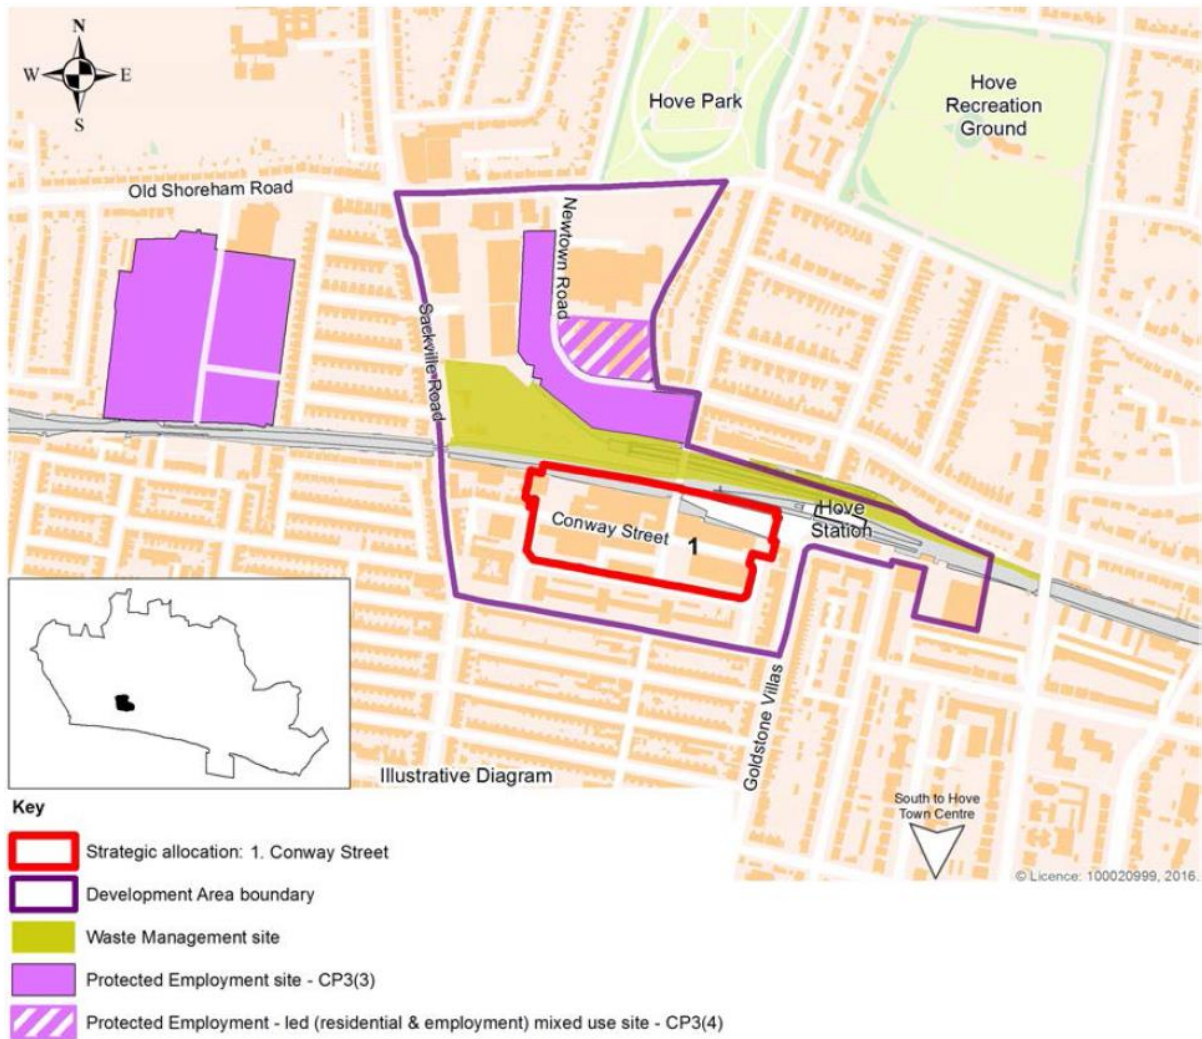 N
W E
S
Hove Park
Hove
Recreation
Ground
Old Shoreham Road
Newtown Road
Sackville Road
Hove
Station
Conway Street
1
Goldstone Villas
Illustrative Diagram
South to Hove
Town Centre
© Licence: 100020999, 2016.
Key
Strategic allocation: 1. Conway Street
Development Area boundary
Waste Management site
Protected Employment site - CP3(3)
Protected Employment - led (residential & employment) mixed use site - CP3(4)